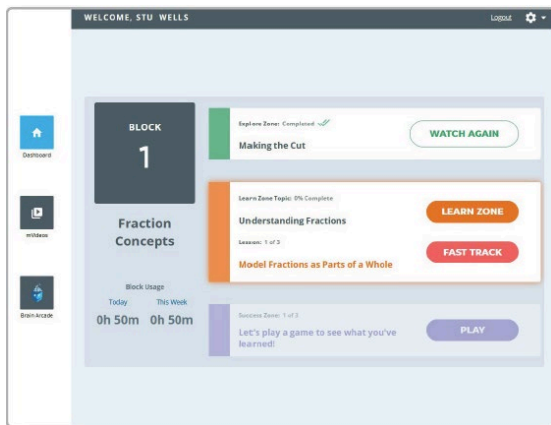 WELCOME, STU WELLS
Logout
Dashboard
mVideos
Brain Arcade
BLOCK
1
Fraction
Concepts
Block Usage
Today This Week
0h 50m 0h 50m
Explore Zone: Completed
Making the Cut
WATCH AGAIN
Learn Zone Topic: 0% Complete
Understanding Fractions
Lesson: 1 of 3
Model Fractions as Parts of a Whole
LEARN ZONE
FAST TRACK
Success Zone: 1 of 3
Let's play a game to see what you've
learned!
PLAY